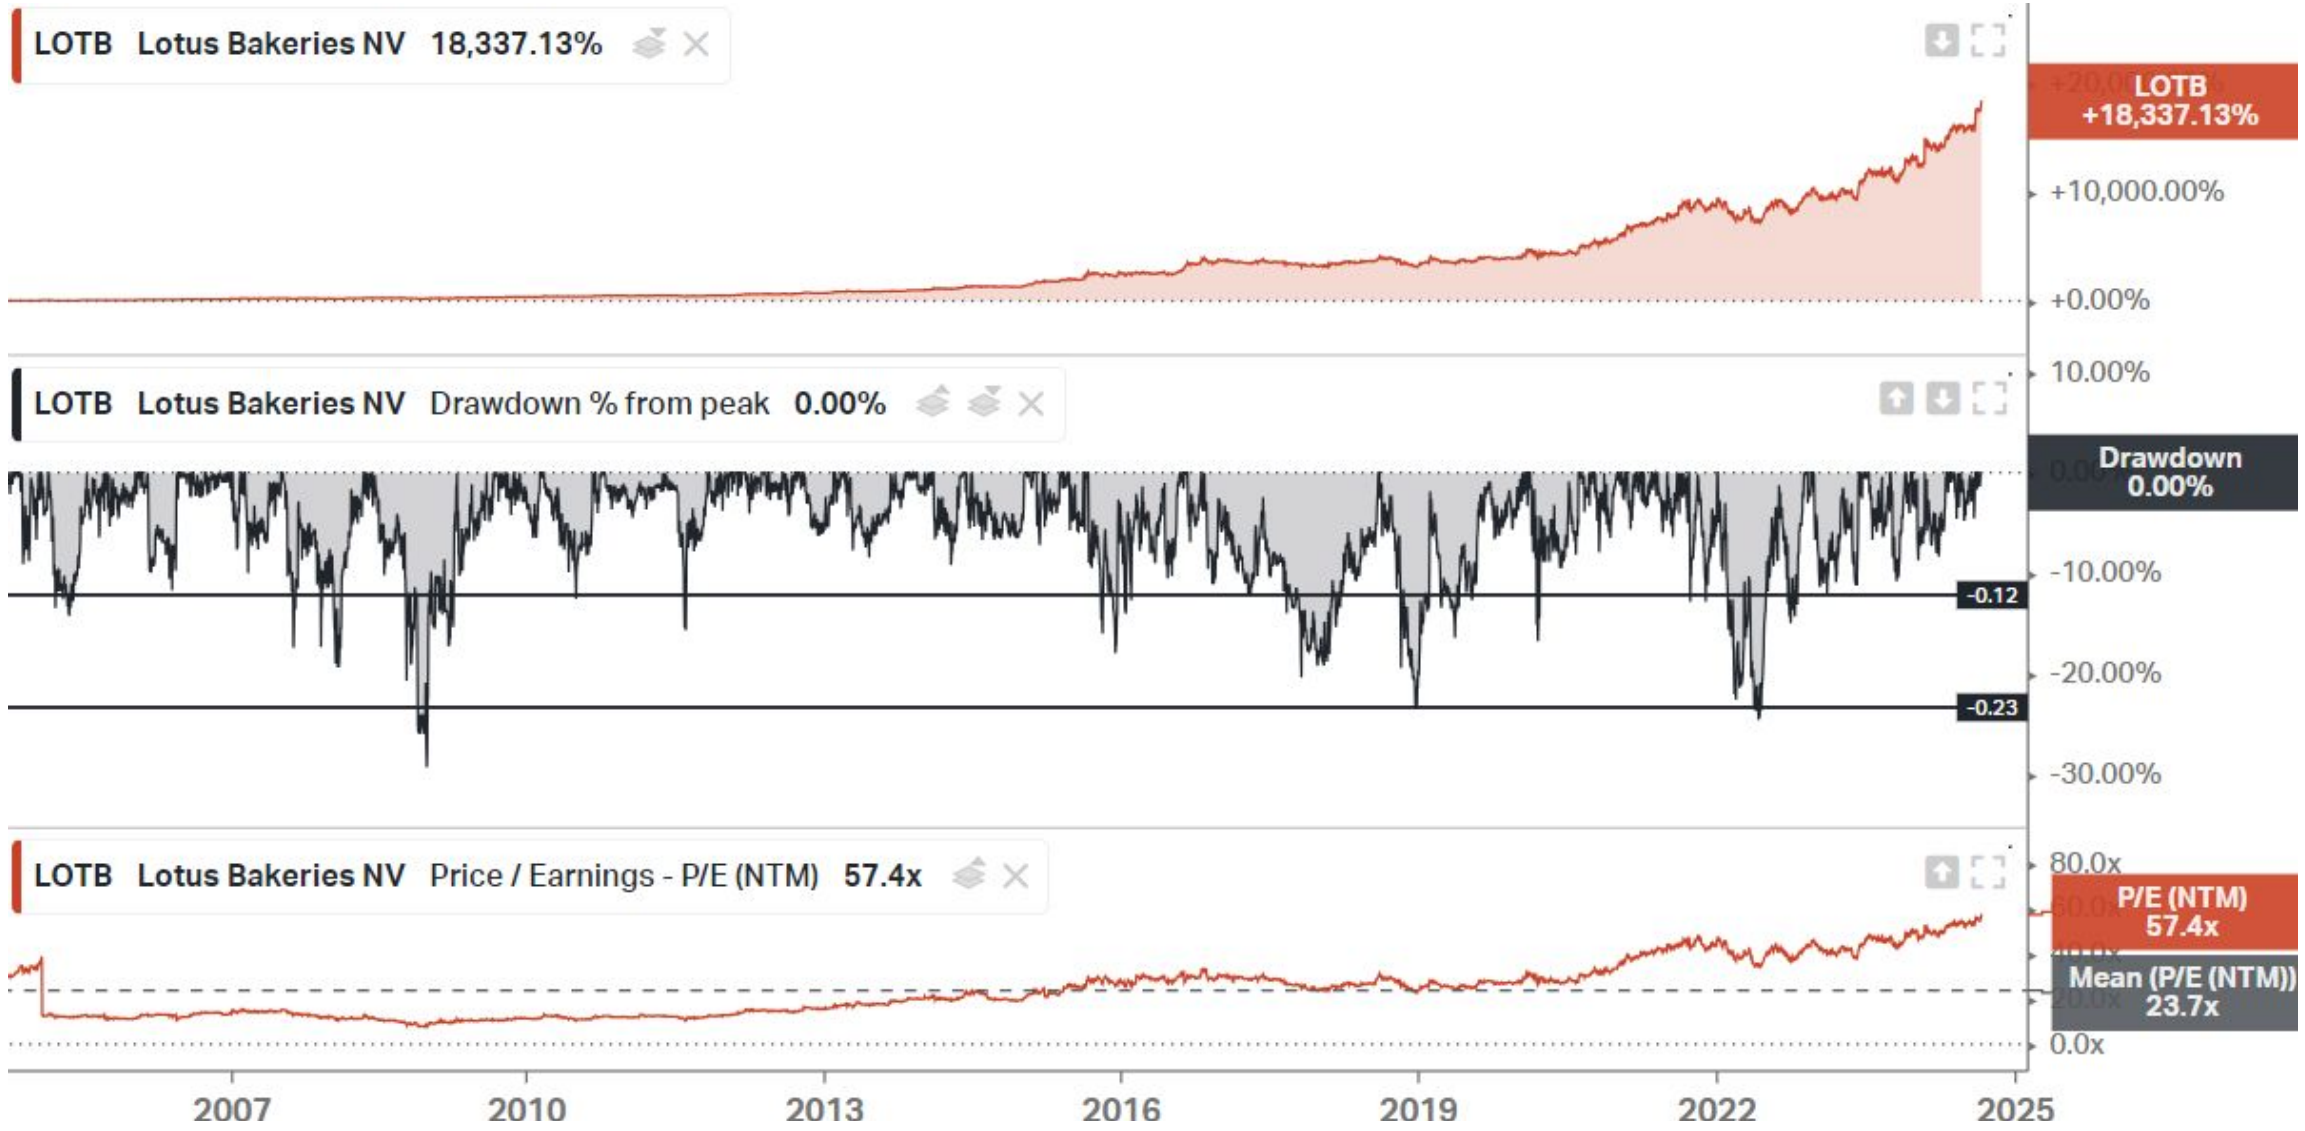 LOTB Lotus Bakeries NV 18,337.13%
LOTB
+18,337.13%
+10,000.00%
+0.00%
10.00%
LOTB Lotus Bakeries NV Drawdown % from peak 0.00%
Drawdown
0.00%
-10.00%
-0.12
-20.00%
-0.23
-30.00%
LOTB Lotus Bakeries NV Price / Earnings - P/E (NTM) 57.4x
80.0x
P/E (NTM)
57.4x
Mean (P/E (NTM))
23.7x
0.0x
2007 2010 2013 2016 2019 2022 2025